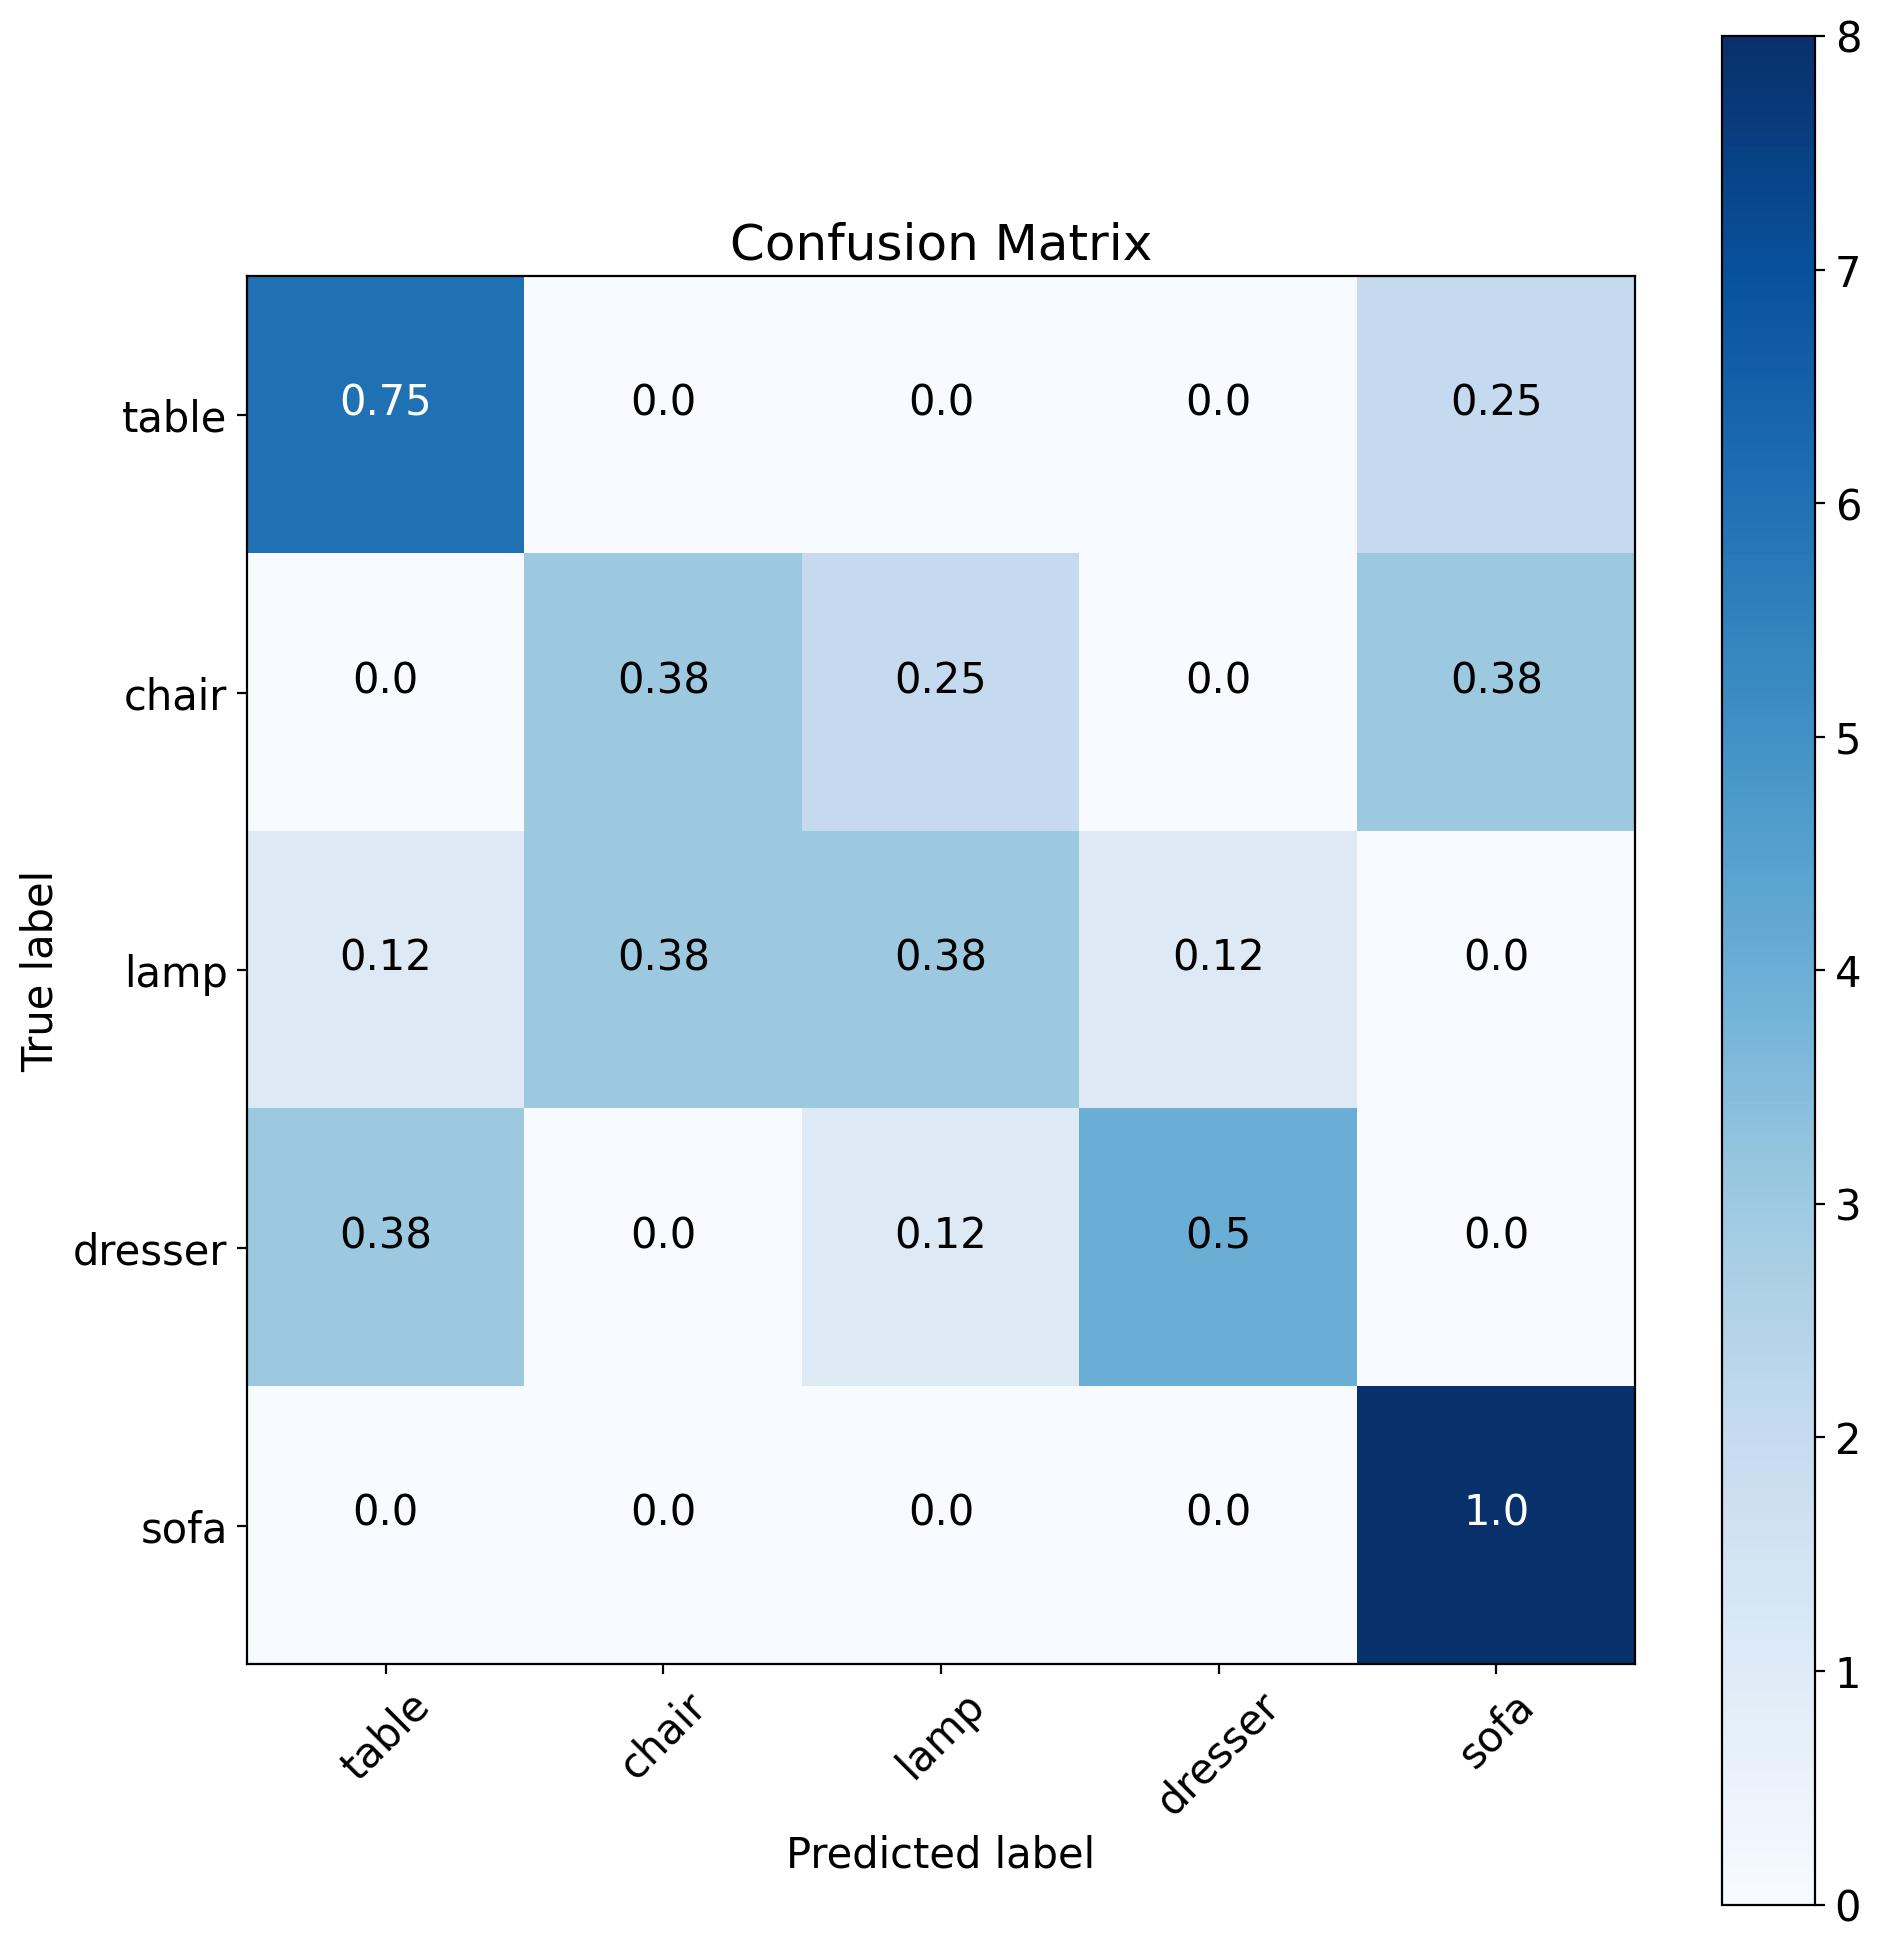 Confusion Matrix
True label
table 0.75 0.0 0.0 0.0 0.25
chair 0.0 0.38 0.25 0.0 0.38
lamp 0.12 0.38 0.38 0.12 0.0
dresser 0.38 0.0 0.12 0.5 0.0
sofa 0.0 0.0 0.0 0.0 1.0
table chair lamp dresser sofa
Predicted label
8
7
6
5
4
3
2
1
0